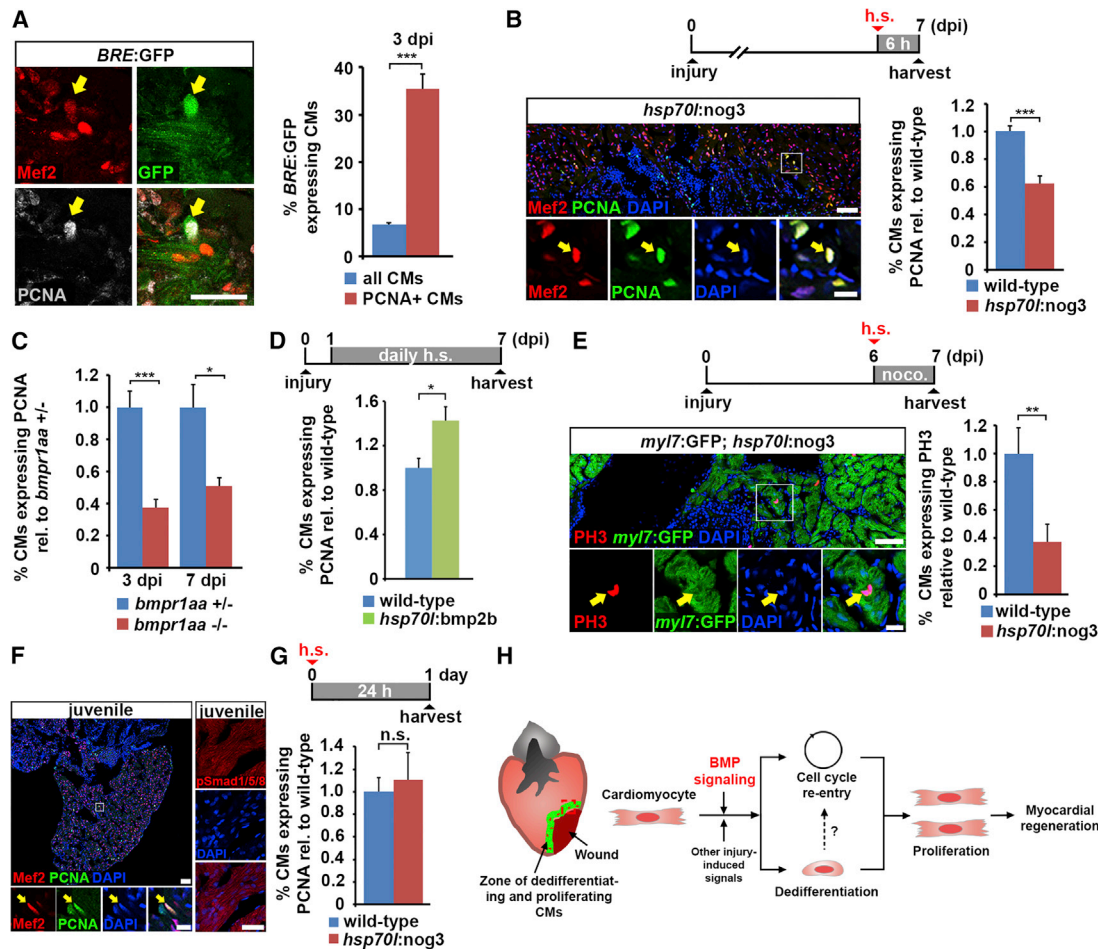 A
BRE:GFP
Mef2
GFP
PCNA
3 dpi
***
40
30
20
10
0
% BRE:GFP
expressing CMs
all CMs
PCNA+ CMs
B
h.s.
0
7 (dpi)
6 h
injury
harvest
hsp70l:nog3
Mef2 PCNA DAPI
Mef2
PCNA
DAPI
% CMs expressing
PCNA rel. to wild-type
1.2
1.0
0.8
0.6
0.4
0.2
0
***
wild-type
hsp70l:nog3
C
% CMs expressing PCNA
rel. to bmpr1aa +/-
1.2
1.0
0.8
0.6
0.4
0.2
0
***
*
3 dpi
7 dpi
bmpr1aa +/-
bmpr1aa -/-
D
0 1 7 (dpi)
daily h.s.
injury
harvest
% CMs expressing
PCNA rel. to wild-type
1.6
1.2
0.8
0.4
0
*
wild-type
hsp70l:bmp2b
E
h.s.
0 6 7 (dpi)
noco.
injury
harvest
myl7:GFP; hsp70l:nog3
PH3 myl7:GFP DAPI
PH3
myl7:GFP
DAPI
% CMs expressing PH3
relative to wild-type
1.2
1.0
0.8
0.6
0.4
0.2
0
**
wild-type
hsp70l:nog3
F
juvenile
Mef2 PCNA DAPI
Mef2
PCNA
DAPI
juvenile
pSmad1/5/8
DAPI
G
h.s.
0 1 day
24 h
harvest
% CMs expressing
PCNA rel. to wild-type
1.4
1.2
1.0
0.8
0.6
0.4
0.2
0
n.s.
wild-type
hsp70l:nog3
H
Wound
Zone of dedifferentiat-
ing and proliferating
CMs
Cardiomyocyte
BMP
signaling
Other injury-
induced
signals
Cell cycle
re-entry
?
Dedifferentiation
Proliferation
Myocardial
regeneration